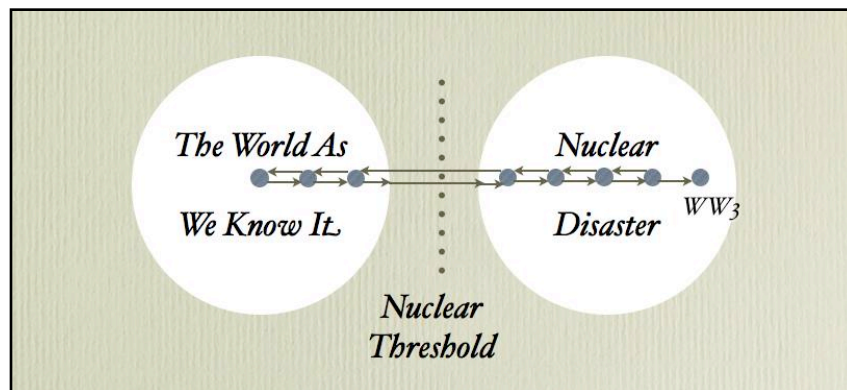 The World As
We Know It
Nuclear
Disaster
WW3
Nuclear
Threshold